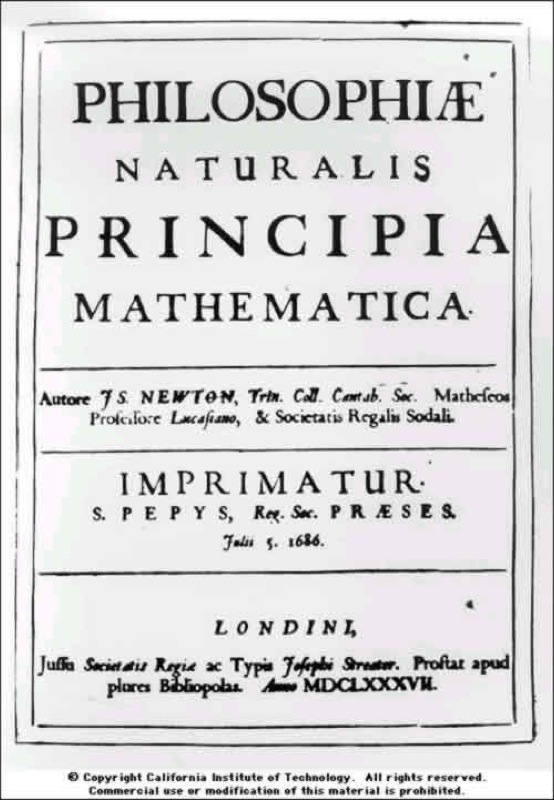 PHILOSOPHIÆ
NATURALIS
PRINCIPIA
MATHEMATICA.
Autore JS. NEWTON, Trin. Coll. Cantab. Soc. Matheseos
Professore Lucasiano, & Societatis Regalis Sodali.
IMPRIMATUR.
S. PEPYS, Reg. Soc. PRÆSES.
Julii 5. 1686.
LONDINI,
Jussu Societatis Regiæ ac Typis Josephi Streater. Prostat apud
plures Bibliopolas. Anno MDCLXXXVII.
© Copyright California Institute of Technology. All rights reserved.
Commercial use or modification of this material is prohibited.